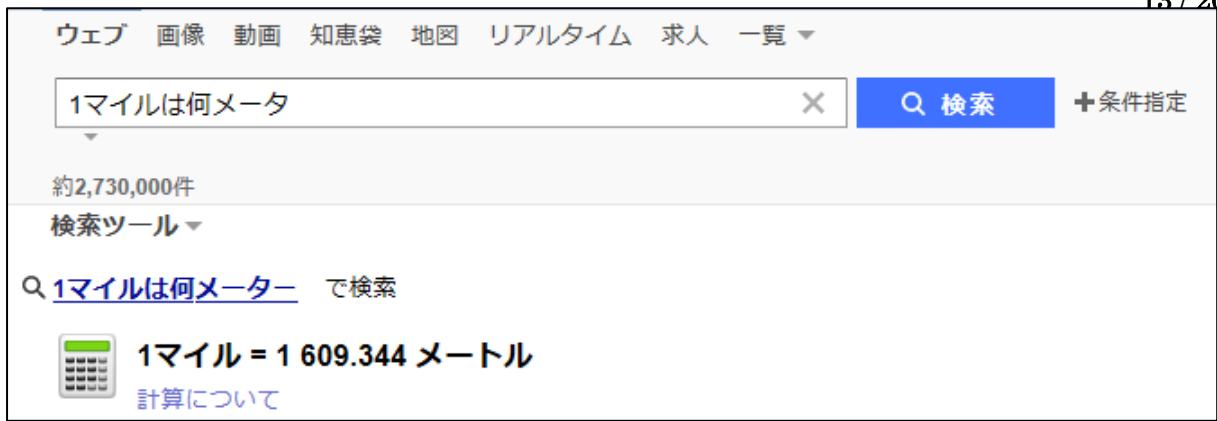 ウェブ 画像 動画 知恵袋 地図 リアルタイム 求人 一覧
1マイルは何メータ 検索 +条件指定
約2,730,000件
検索ツール
1マイルは何メーター で検索
1マイル = 1 609.344 メートル
計算について